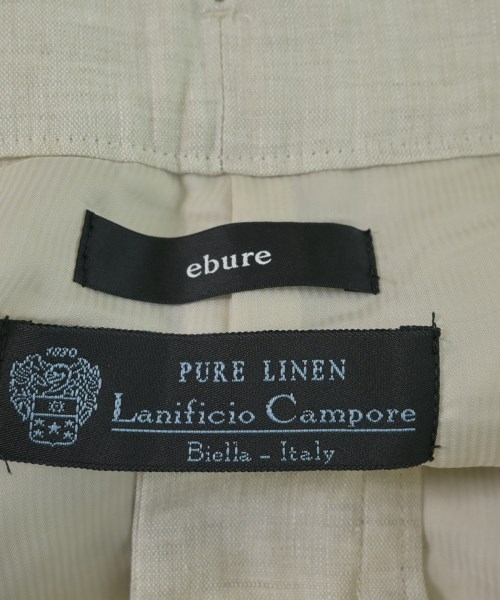 ebure
1930
PURE LINEN
Lanificio Campore
Biella - Italy